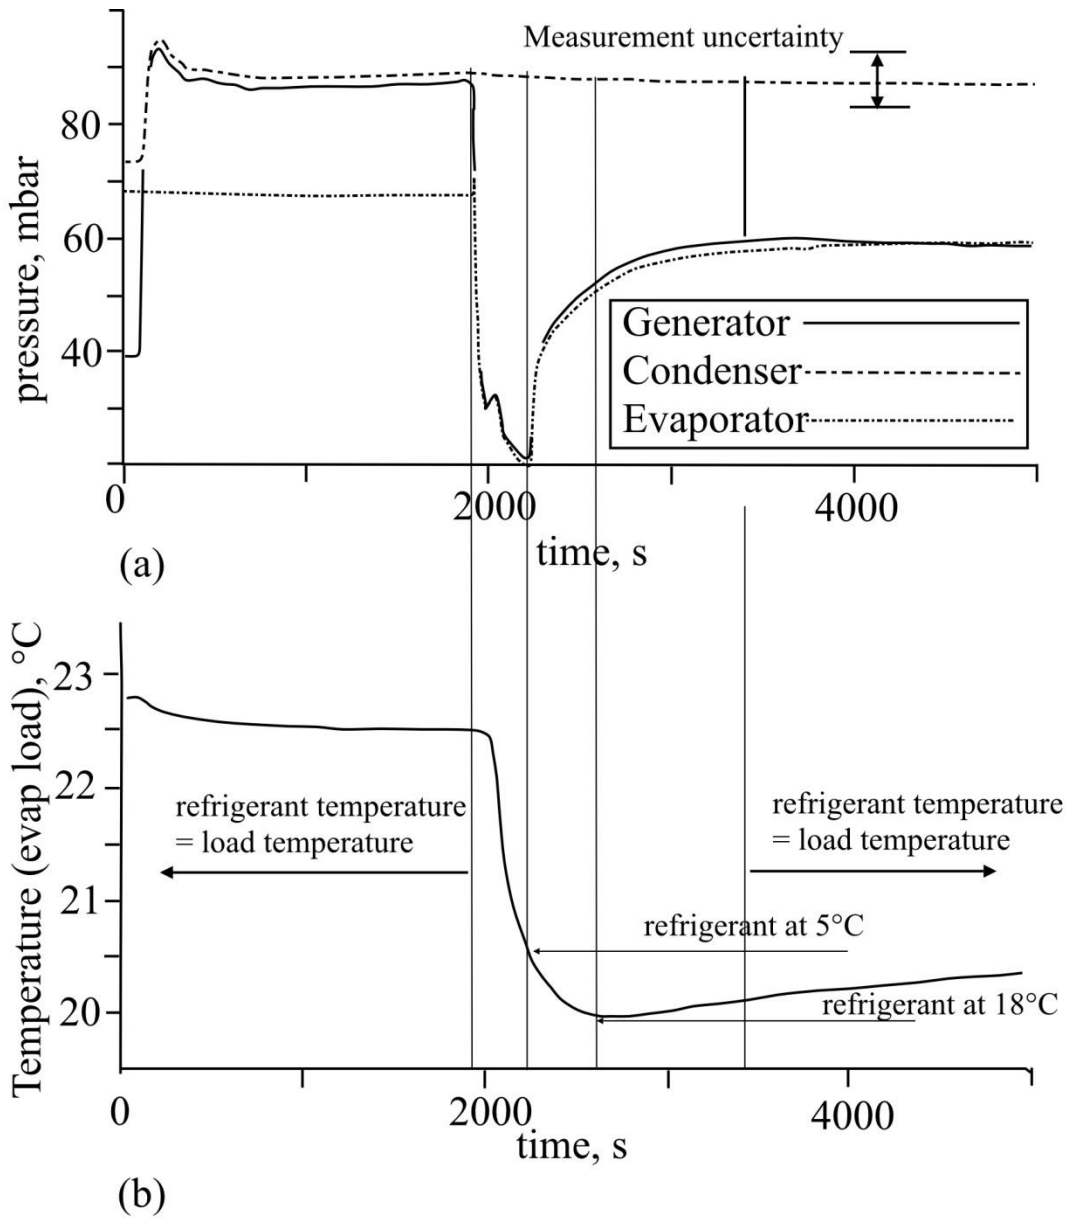 Measurement uncertainty
80
60
40
pressure, mbar
Generator
Condenser
Evaporator
0
2000
4000
time, s
(a)
Temperature (evap load), °C
23
22
21
20
refrigerant temperature
= load temperature
refrigerant temperature
= load temperature
refrigerant at 5°C
refrigerant at 18°C
0
2000
4000
time, s
(b)